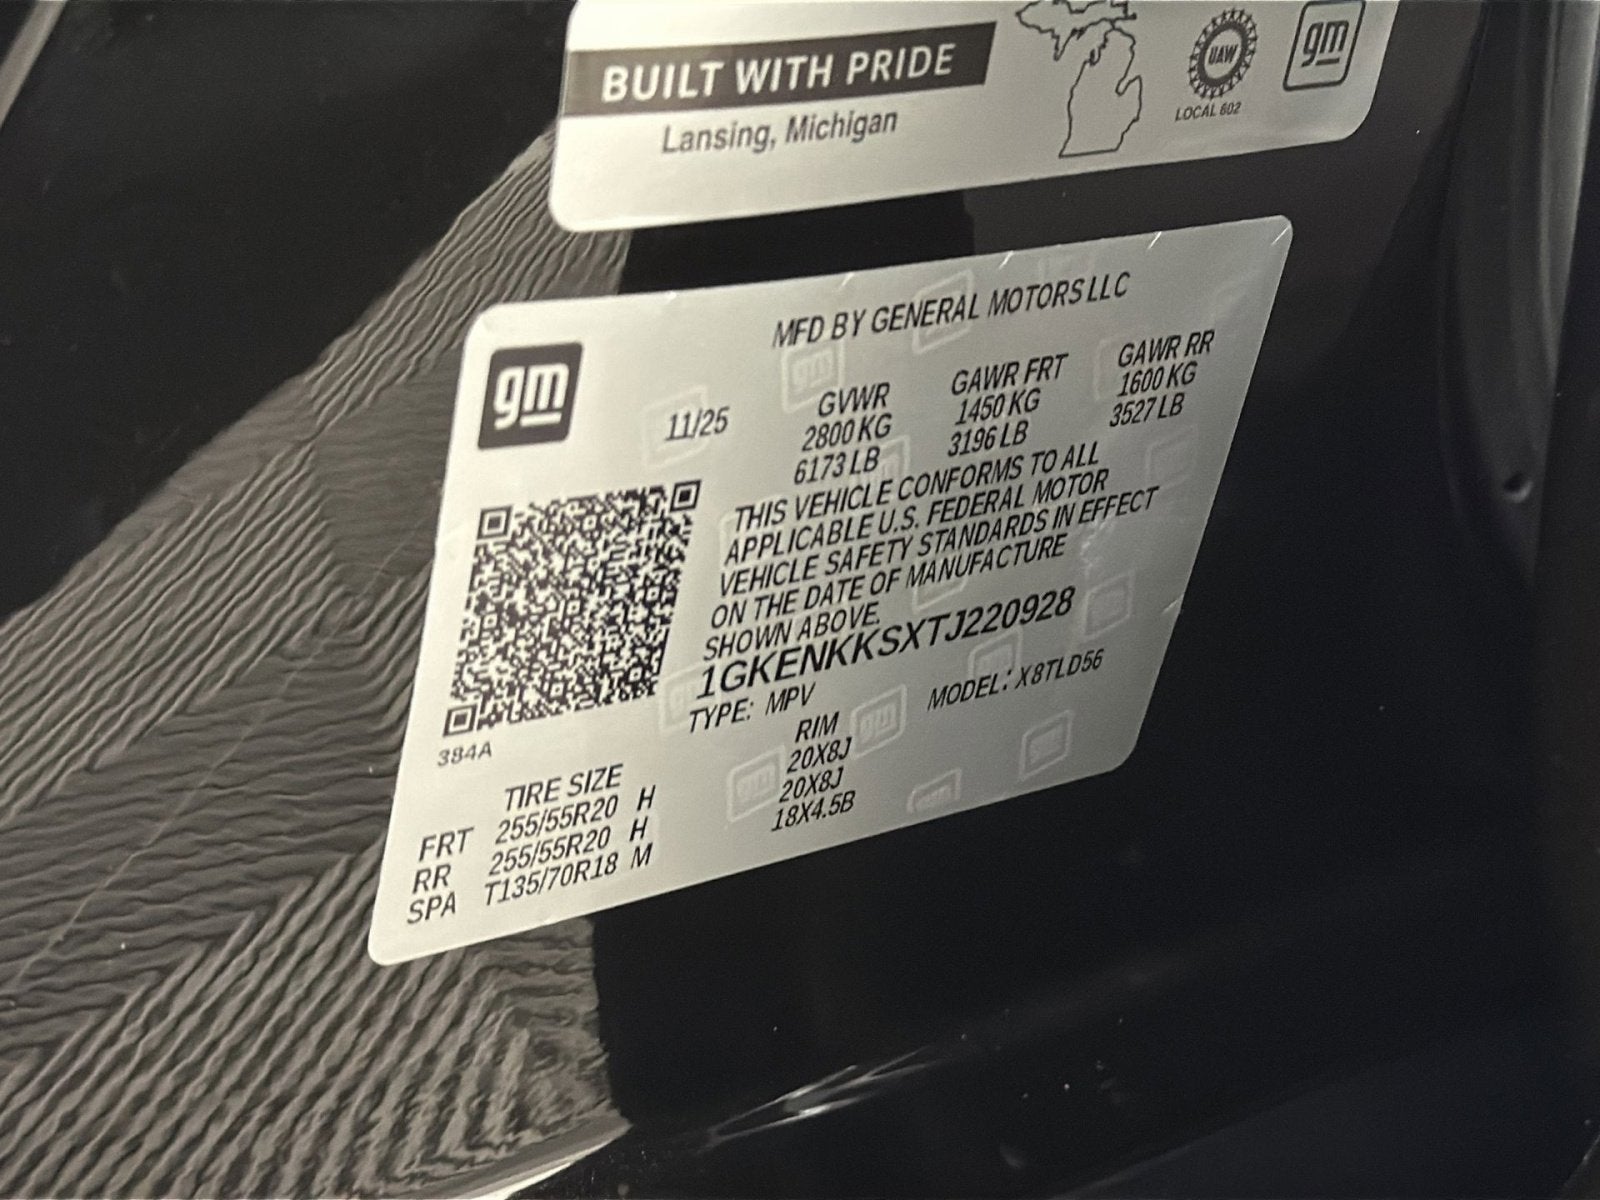 BUILT WITH PRIDE
Lansing, Michigan
UAW
LOCAL 602
gm
MFD BY GENERAL MOTORS LLC
gm
11/25
GVWR GAWR FRT GAWR RR
2800 KG 1450 KG 1600 KG
6173 LB 3196 LB 3527 LB
THIS VEHICLE CONFORMS TO ALL
APPLICABLE U.S. FEDERAL MOTOR
VEHICLE SAFETY STANDARDS IN EFFECT
ON THE DATE OF MANUFACTURE
SHOWN ABOVE.
1GKENKKSXTJ220928
TYPE: MPV MODEL: X8TLD56
384A
TIRE SIZE RIM
FRT 255/55R20 H 20X8J
RR 255/55R20 H 20X8J
SPA T135/70R18 M 18X4.5B